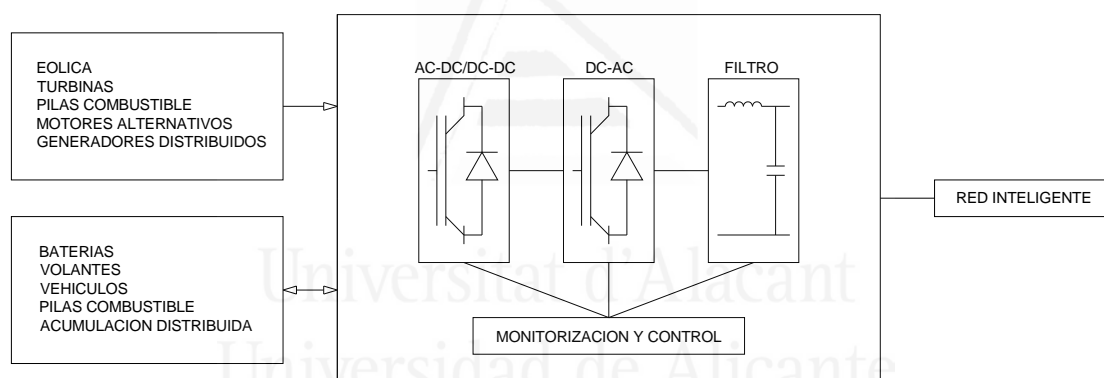 EOLICA
TURBINAS
PILAS COMBUSTIBLE
MOTORES ALTERNATIVOS
GENERADORES DISTRIBUIDOS
BATERIAS
VOLANTES
VEHICULOS
PILAS COMBUSTIBLE
ACUMULACION DISTRIBUIDA
AC-DC/DC-DC
DC-AC
FILTRO
MONITORIZACION Y CONTROL
RED INTELIGENTE
Universitat d'Alacant
Universidad de Alicante